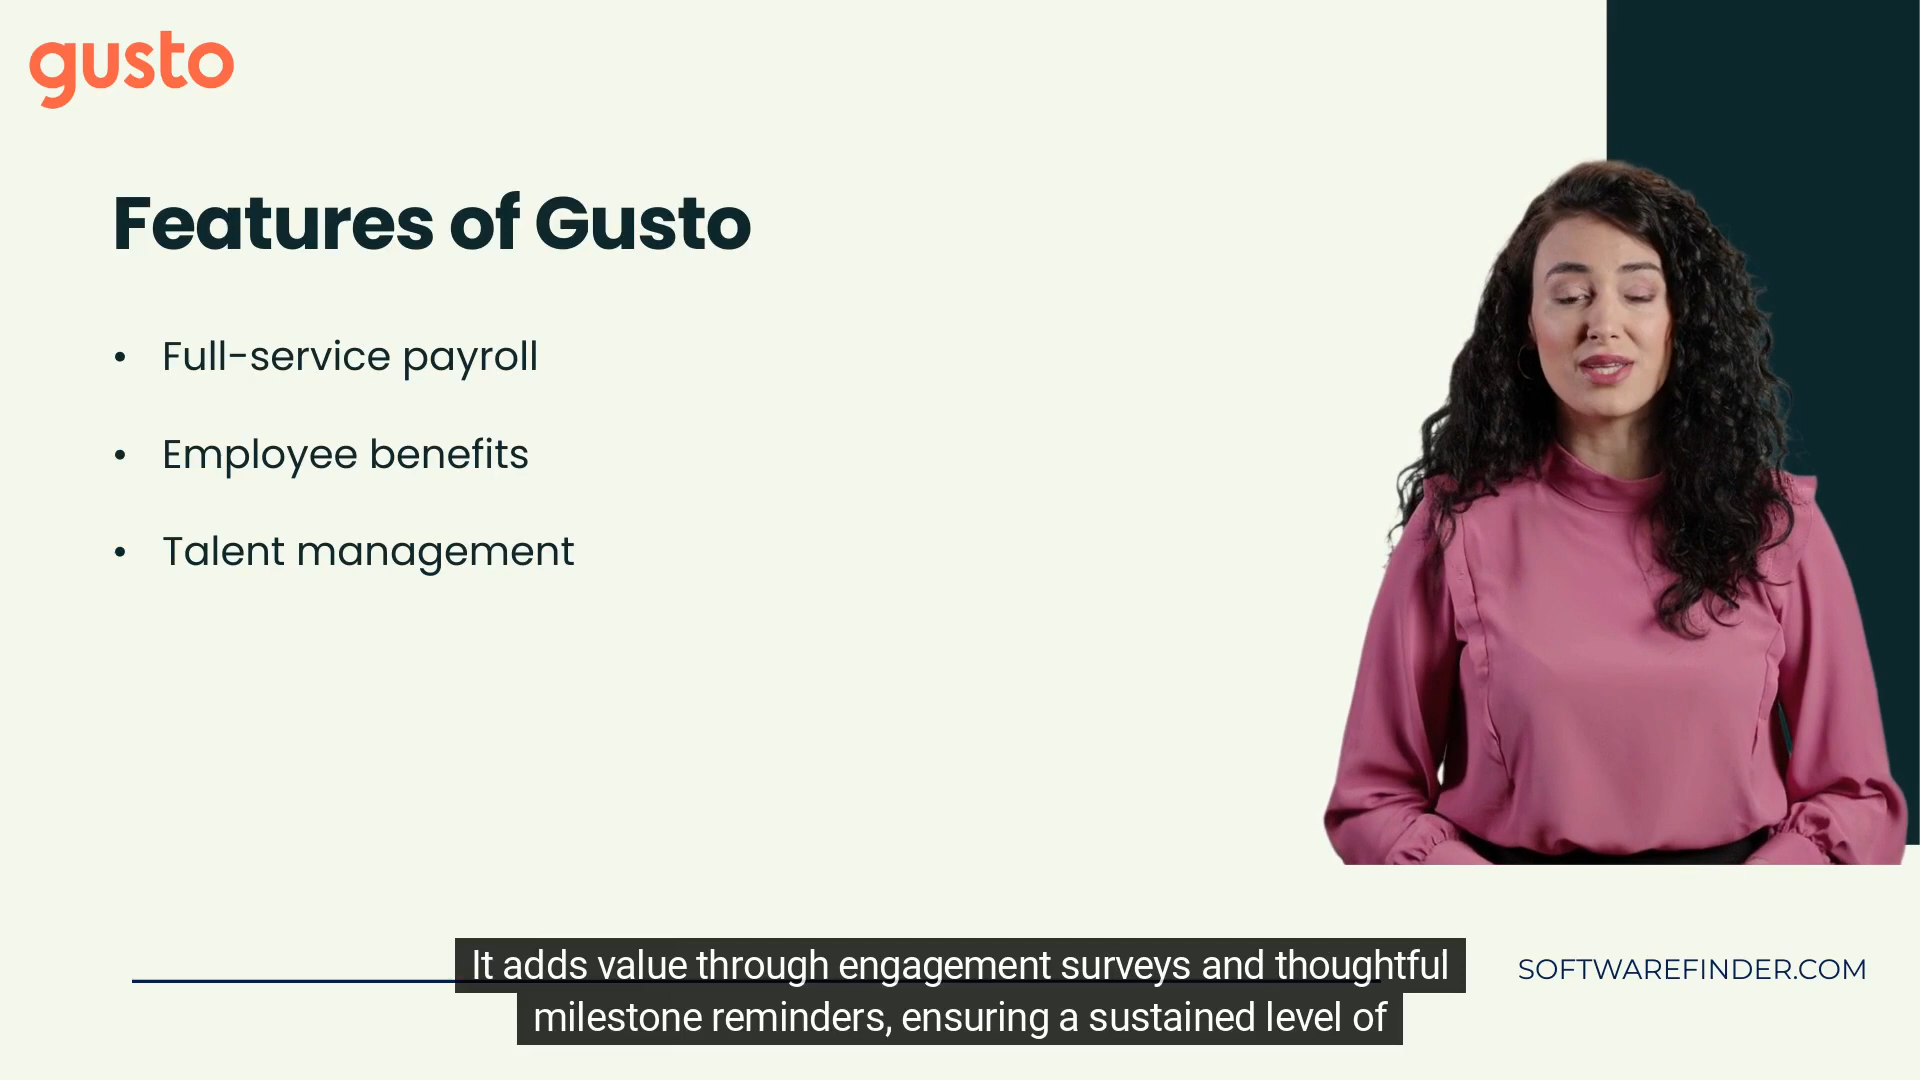 gusto
Features of Gusto
• Full-service payroll
• Employee benefits
• Talent management
It adds value through engagement surveys and thoughtful
milestone reminders, ensuring a sustained level of
SOFTWAREFINDER.COM